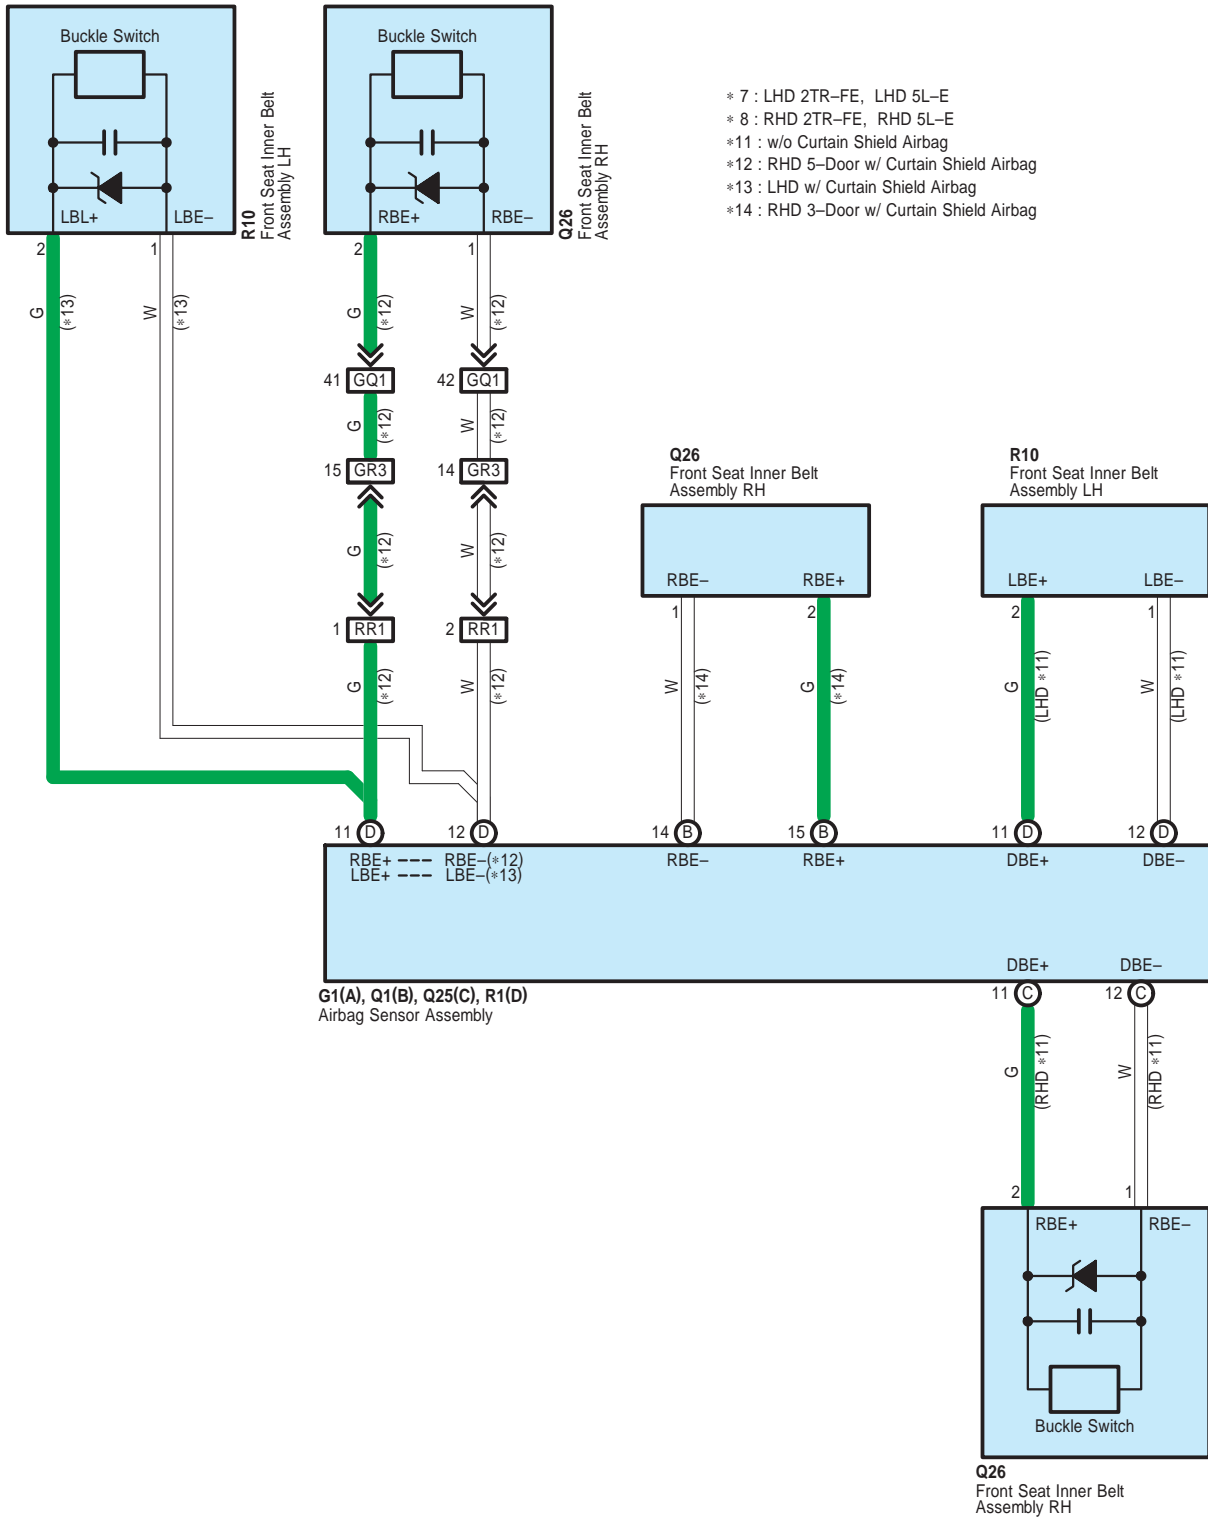 Buckle Switch
LBL+ LBE–
R10
Front Seat Inner Belt
Assembly LH
Buckle Switch
RBE+ RBE–
Q26
Front Seat Inner Belt
Assembly RH
* 7 : LHD 2TR–FE, LHD 5L–E
* 8 : RHD 2TR–FE, RHD 5L–E
*11 : w/o Curtain Shield Airbag
*12 : RHD 5–Door w/ Curtain Shield Airbag
*13 : LHD w/ Curtain Shield Airbag
*14 : RHD 3–Door w/ Curtain Shield Airbag
2 1 2 1
G (*13) W (*13) G (*12) W (*12)
41 GQ1 42 GQ1
G (*12) W (*12)
15 GR3 14 GR3
G (*12) W (*12)
1 RR1 2 RR1
G (*12) W (*12)
Q26
Front Seat Inner Belt
Assembly RH
RBE– RBE+
1 2
W (*14) G (*14)
R10
Front Seat Inner Belt
Assembly LH
LBE+ LBE–
2 1
G (LHD *11) W (LHD *11)
11 D 12 D 14 B 15 B 11 D 12 D
RBE+ ---- RBE–(*12) RBE– RBE+ DBE+ DBE–
LBE+ ---- LBE–(*13)
DBE+ DBE–
G1(A), Q1(B), Q25(C), R1(D)
Airbag Sensor Assembly
11 C 12 C
G (RHD *11) W (RHD *11)
2 1
RBE+ RBE–
Buckle Switch
Q26
Front Seat Inner Belt
Assembly RH